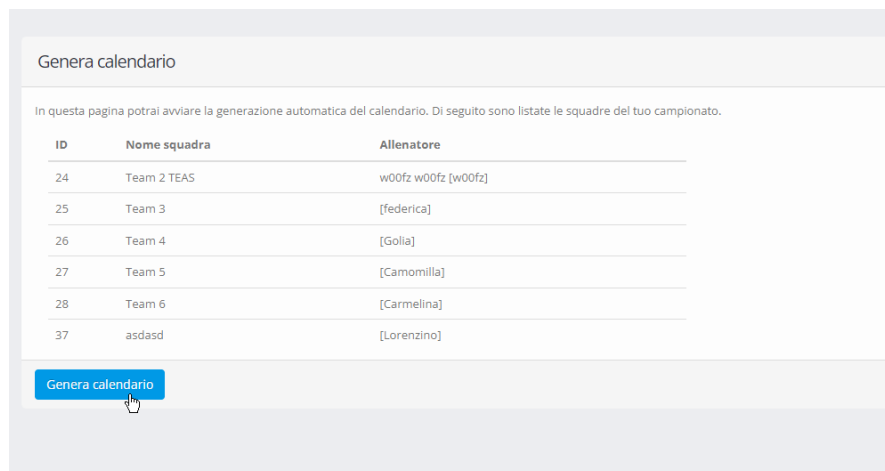 Genera calendario
In questa pagina potrai avviare la generazione automatica del calendario. Di seguito sono listate le squadre del tuo campionato.
ID Nome squadra Allenatore
24 Team 2 TEAS w00fz w00fz [w00fz]
25 Team 3 [federica]
26 Team 4 [Golia]
27 Team 5 [Camomilla]
28 Team 6 [Carmelina]
37 asdasd [Lorenzino]
Genera calendario